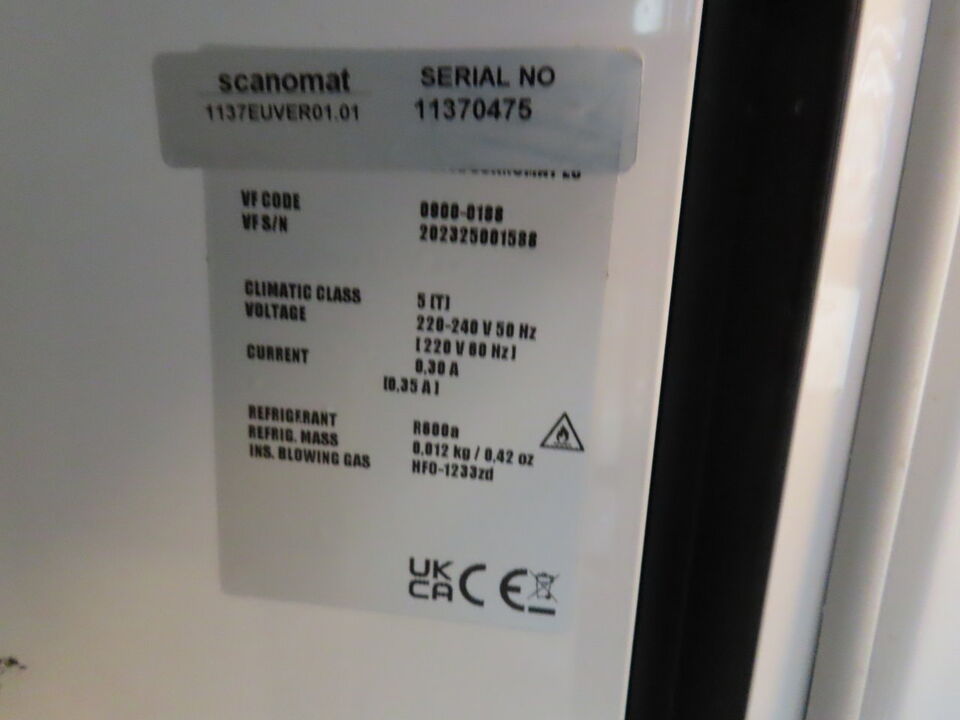 scanomat SERIAL NO
1137EUVER01.01 11370475
VF CODE 0900-0188
VF S/N 202325001588
CLIMATIC CLASS 5 [T]
VOLTAGE 220-240 V 50 Hz
[ 220 V 60 Hz ]
CURRENT 0,30 A
[0,35 A ]
REFRIGERANT R600a
REFRIG. MASS 0,012 kg / 0,42 oz
INS. BLOWING GAS HFO-1233zd
UK
CA CE